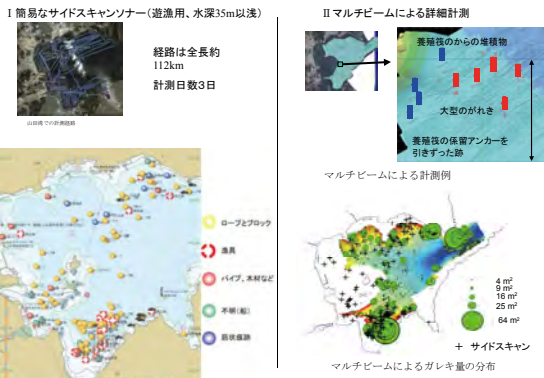 Ⅰ簡易なサイドスキャンソナー(遊漁用、水深35m以浅)
経路は全長約
112km
計測日数3日
山田湾での計測経路
ロープとブロック
漁具
パイプ、木材など
不明(船)
筋状痕跡
Ⅱマルチビームによる詳細計測
養殖筏のからの堆積物
大型のがれき
養殖筏の保留アンカーを
引きずった跡
マルチビームによる計測例
4 m²
9 m²
16 m²
25 m²
64 m²
+ サイドスキャン
マルチビームによるガレキ量の分布